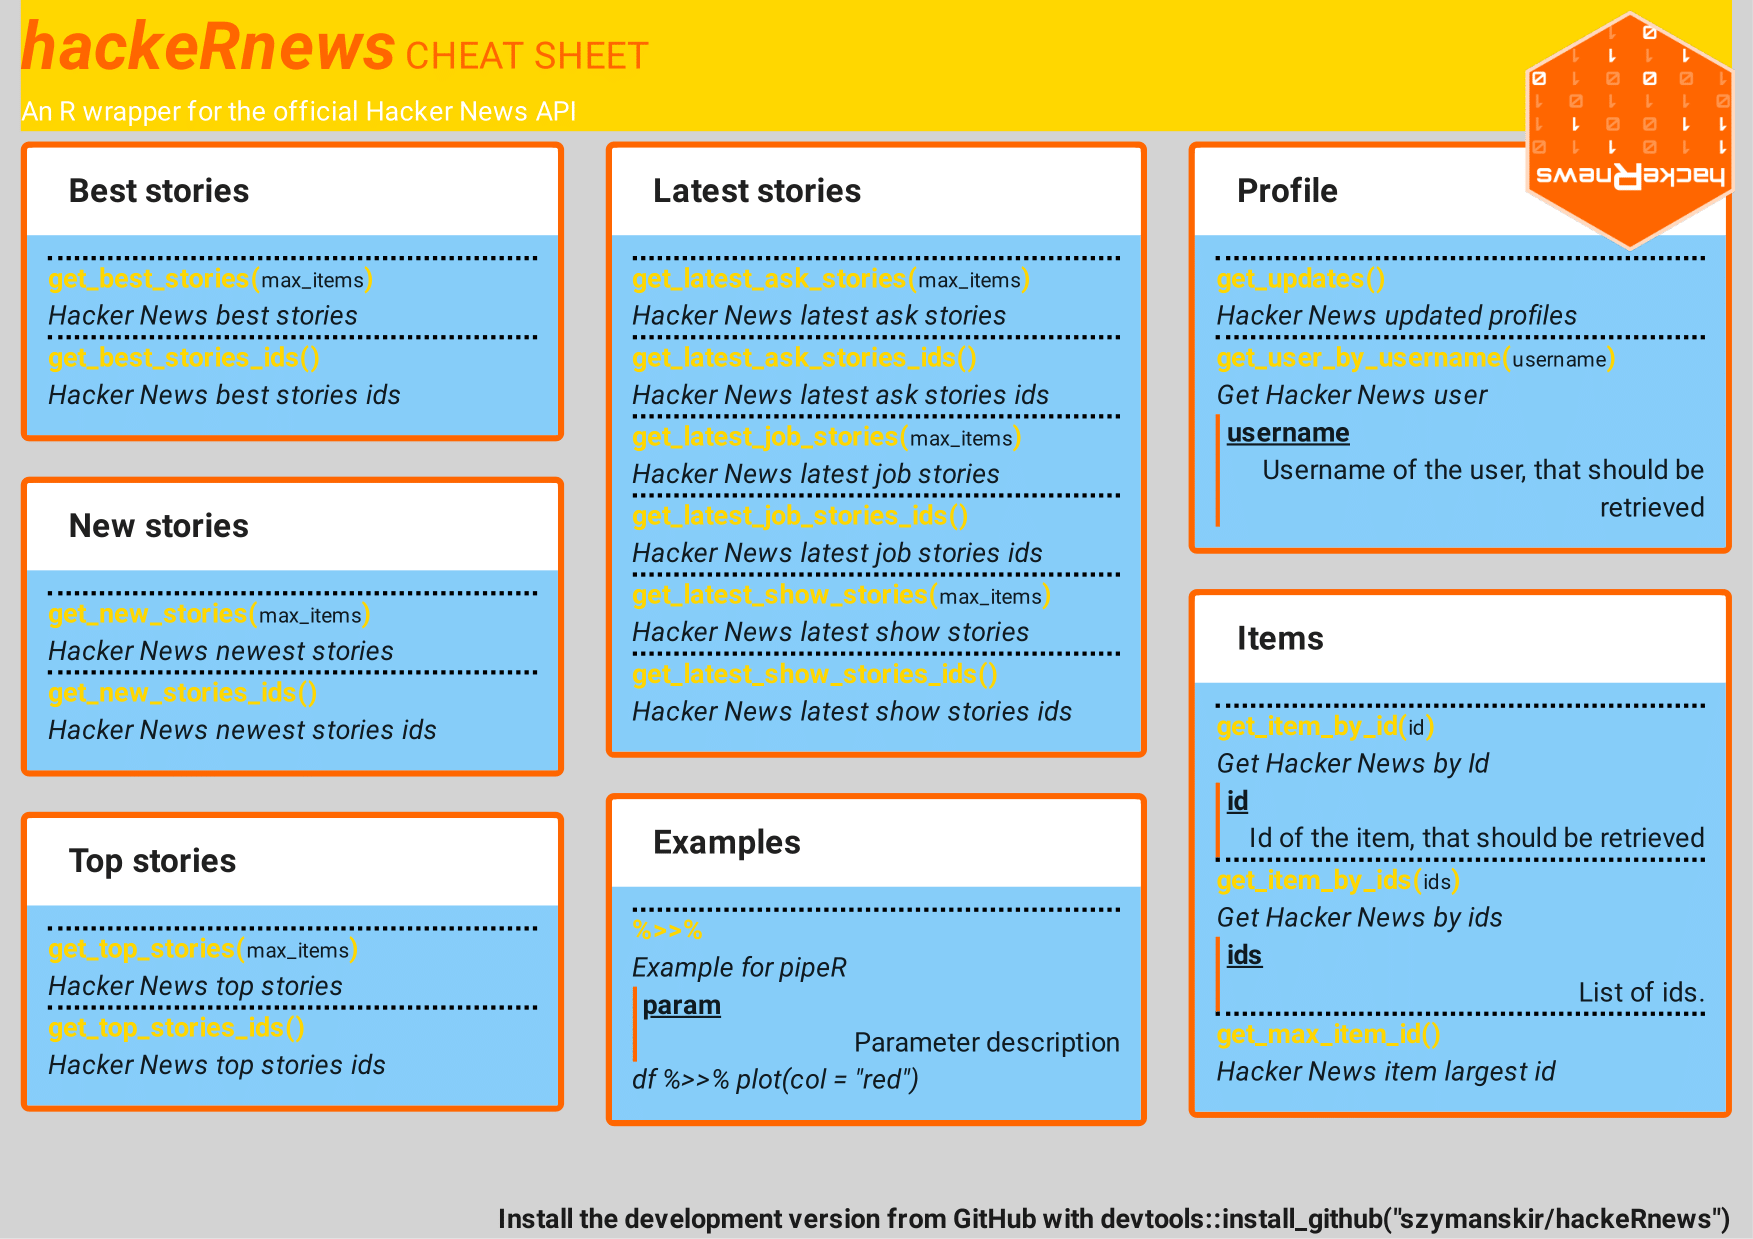 hackeRnews CHEAT SHEET
An R wrapper for the official Hacker News API
hackeRnews
Best stories
get_best_stories(max_items)
Hacker News best stories
get_best_stories_ids()
Hacker News best stories ids
New stories
get_new_stories(max_items)
Hacker News newest stories
get_new_stories_ids()
Hacker News newest stories ids
Top stories
get_top_stories(max_items)
Hacker News top stories
get_top_stories_ids()
Hacker News top stories ids
Latest stories
get_latest_ask_stories(max_items)
Hacker News latest ask stories
get_latest_ask_stories_ids()
Hacker News latest ask stories ids
get_latest_job_stories(max_items)
Hacker News latest job stories
get_latest_job_stories_ids()
Hacker News latest job stories ids
get_latest_show_stories(max_items)
Hacker News latest show stories
get_latest_show_stories_ids()
Hacker News latest show stories ids
Examples
%>>%
Example for pipeR
param
Parameter description
df %>>% plot(col = "red")
Profile
get_updates()
Hacker News updated profiles
get_user_by_username(username)
Get Hacker News user
username
Username of the user, that should be
retrieved
Items
get_item_by_id(id)
Get Hacker News by Id
id
Id of the item, that should be retrieved
get_item_by_ids(ids)
Get Hacker News by ids
ids
List of ids.
get_max_item_id()
Hacker News item largest id
Install the development version from GitHub with devtools::install_github("szymanskir/hackeRnews")